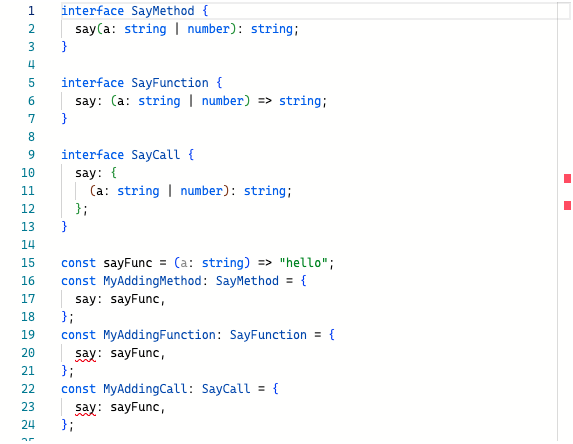 1 interface SayMethod {
2 say(a: string | number): string;
3 }
4
5 interface SayFunction {
6 say: (a: string | number) => string;
7 }
8
9 interface SayCall {
10 say: {
11 (a: string | number): string;
12 };
13 }
14
15 const sayFunc = (a: string) => "hello";
16 const MyAddingMethod: SayMethod = {
17 say: sayFunc,
18 };
19 const MyAddingFunction: SayFunction = {
20 say: sayFunc,
21 };
22 const MyAddingCall: SayCall = {
23 say: sayFunc,
24 };